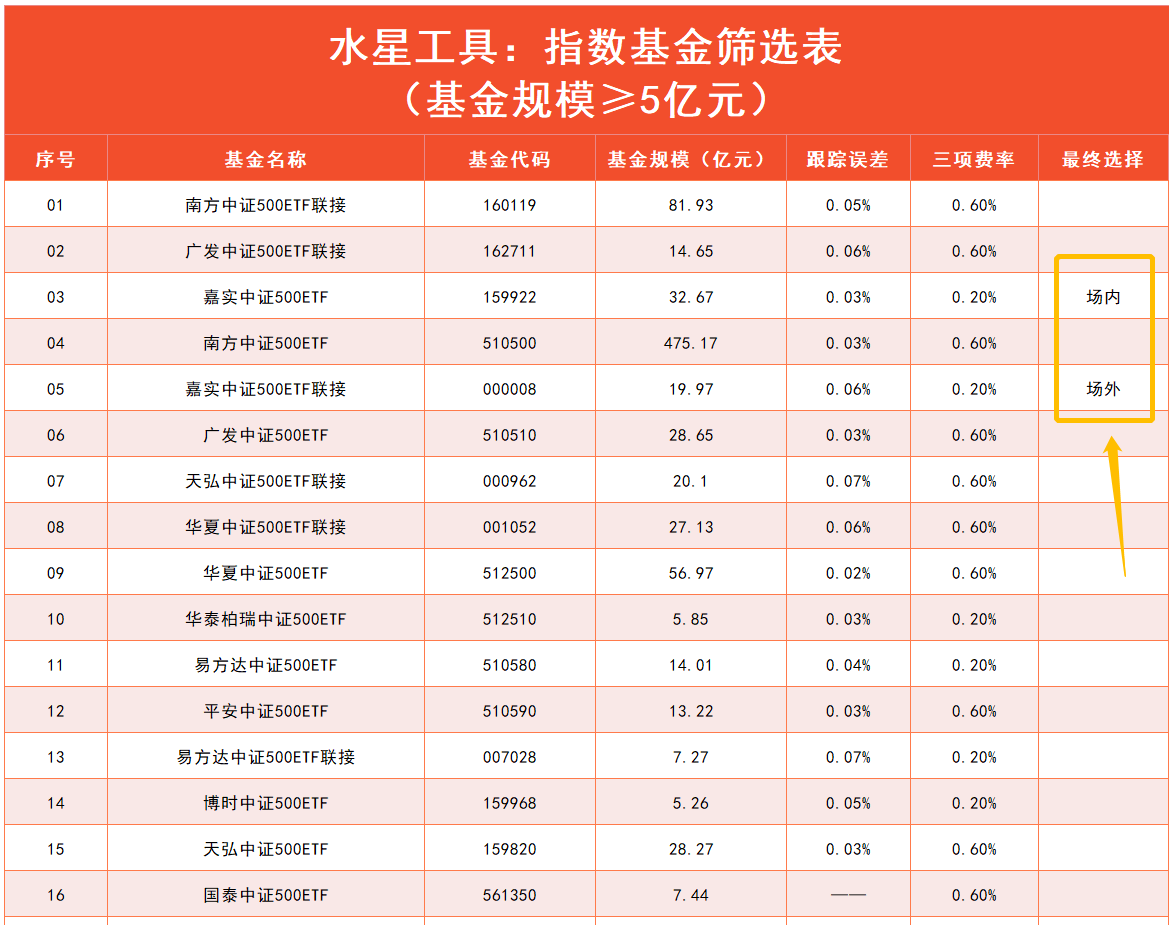 水星工具：指数基金筛选表
（基金规模≥5亿元）
序号 基金名称 基金代码 基金规模（亿元） 跟踪误差 三项费率 最终选择
01 南方中证500ETF联接 160119 81.93 0.05% 0.60%
02 广发中证500ETF联接 162711 14.65 0.06% 0.60%
03 嘉实中证500ETF 159922 32.67 0.03% 0.20% 场内
04 南方中证500ETF 510500 475.17 0.03% 0.60%
05 嘉实中证500ETF联接 000008 19.97 0.06% 0.20% 场外
06 广发中证500ETF 510510 28.65 0.03% 0.60%
07 天弘中证500ETF联接 000962 20.1 0.07% 0.60%
08 华夏中证500ETF联接 001052 27.13 0.06% 0.60%
09 华夏中证500ETF 512500 56.97 0.02% 0.60%
10 华泰柏瑞中证500ETF 512510 5.85 0.03% 0.20%
11 易方达中证500ETF 510580 14.01 0.04% 0.20%
12 平安中证500ETF 510590 13.22 0.03% 0.60%
13 易方达中证500ETF联接 007028 7.27 0.07% 0.20%
14 博时中证500ETF 159968 5.26 0.05% 0.20%
15 天弘中证500ETF 159820 28.27 0.03% 0.60%
16 国泰中证500ETF 561350 7.44 —— 0.60%